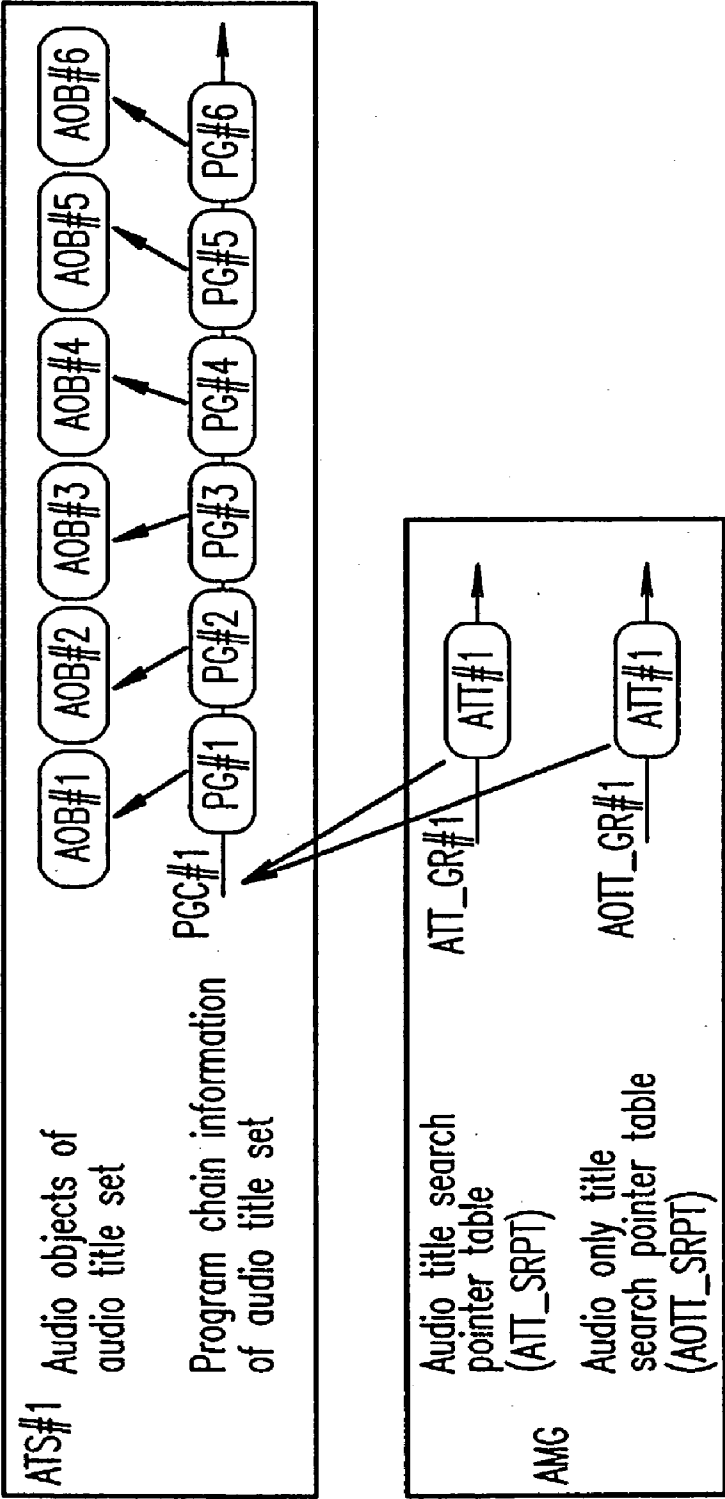 ATS#1
Audio objects of
audio title set
AOB#1 AOB#2 AOB#3 AOB#4 AOB#5 AOB#6
Program chain information
of audio title set
PGC#1
PG#1 PG#2 PG#3 PG#4 PG#5 PG#6
AMG
Audio title search
pointer table
(ATT_SRPT)
ATT_GR#1
ATT#1
Audio only title
search pointer table
(AOTT_SRPT)
AOTT_GR#1
ATT#1